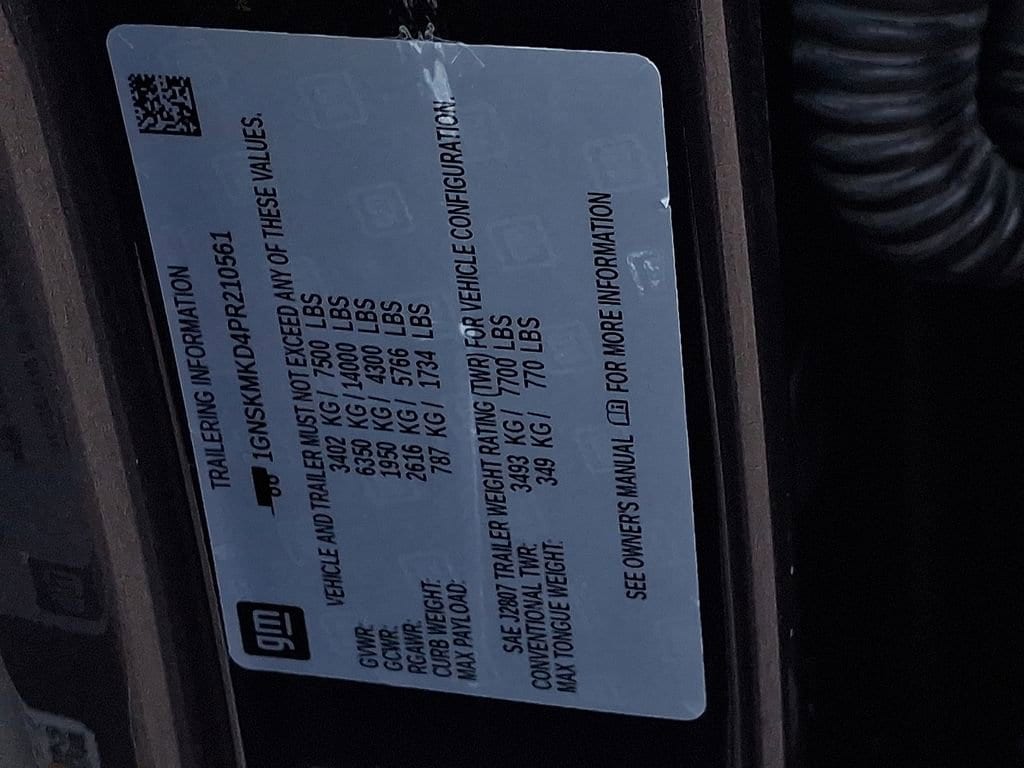 gm
TRAILERING INFORMATION
1GNSKMKD4PR210561
VEHICLE AND TRAILER MUST NOT EXCEED ANY OF THESE VALUES.
GVWR: 3402 KG / 7500 LBS
GCWR: 6350 KG / 14000 LBS
RGAWR: 1950 KG / 4300 LBS
CURB WEIGHT: 2616 KG / 5766 LBS
MAX PAYLOAD: 787 KG / 1734 LBS
SAE J2807 TRAILER WEIGHT RATING (TWR) FOR VEHICLE CONFIGURATION.
CONVENTIONAL TWR: 3493 KG / 7700 LBS
MAX TONGUE WEIGHT: 349 KG / 770 LBS
SEE OWNER'S MANUAL FOR MORE INFORMATION